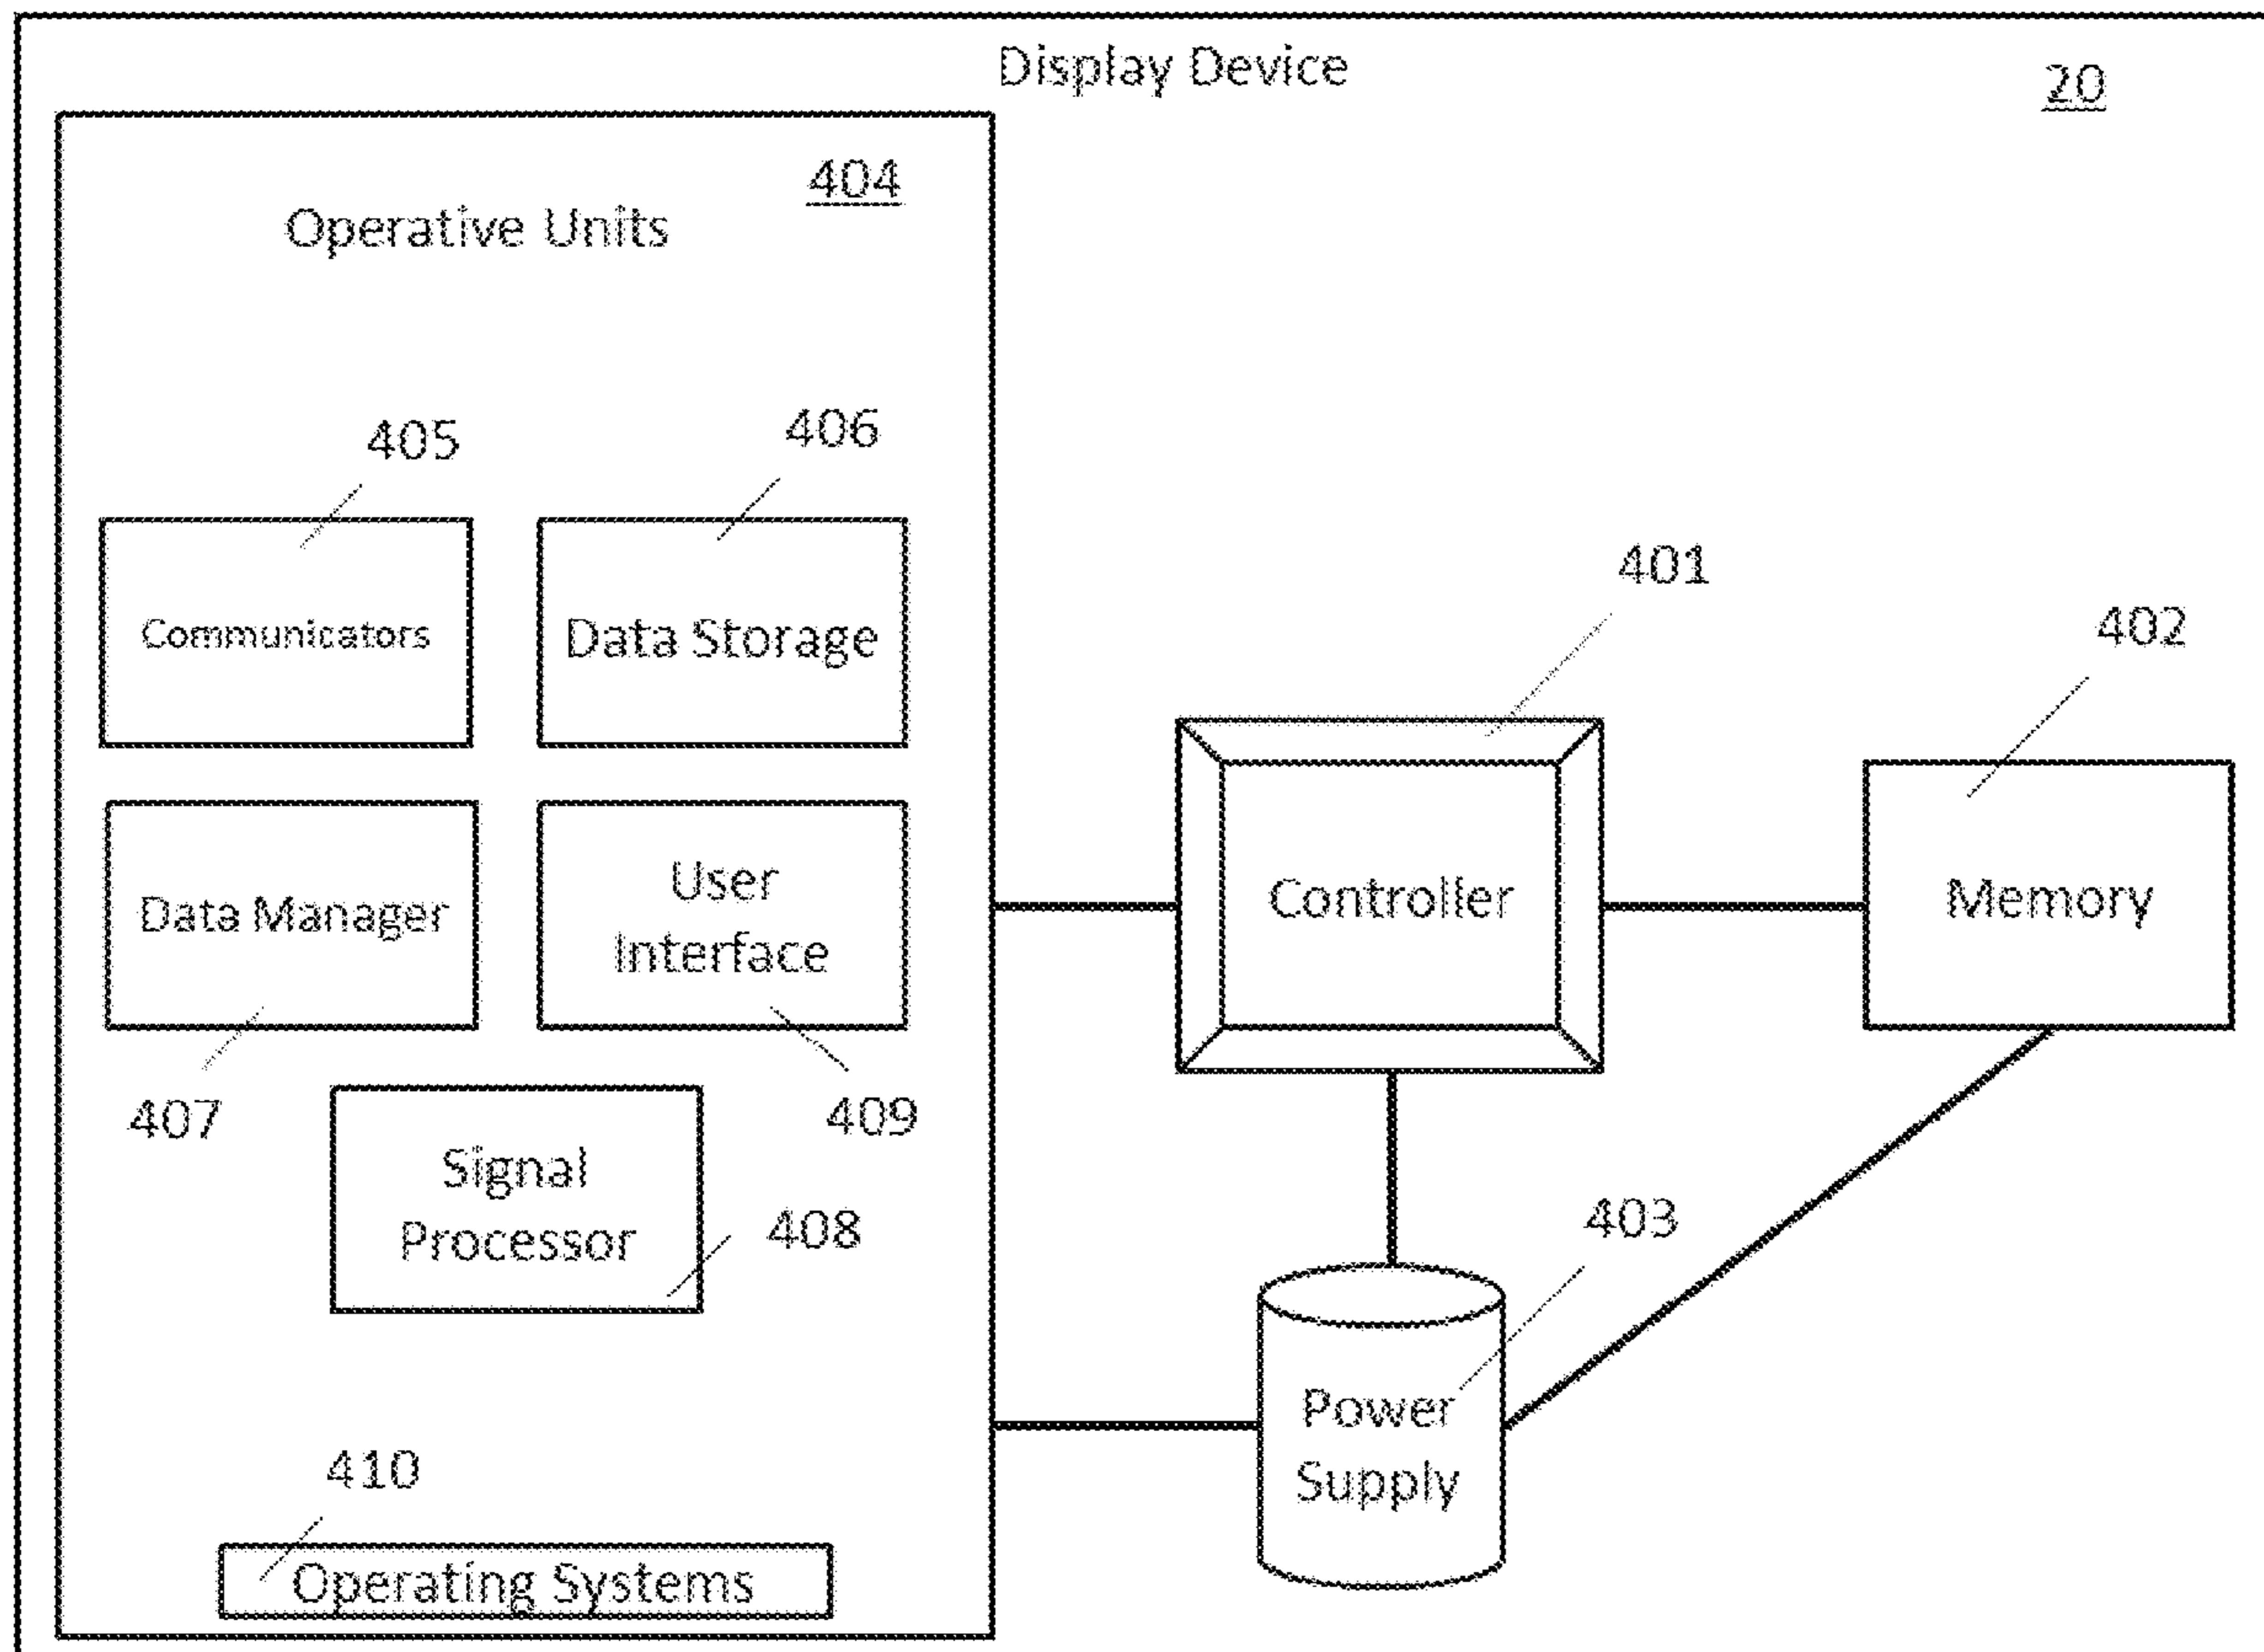 Display Device
20
404
Operative Units
405
406
Communicators
Data Storage
401
402
Data Manager
User
Interface
Controller
Memory
407
409
Signal
Processor
408
403
Power
Supply
410
Operating Systems